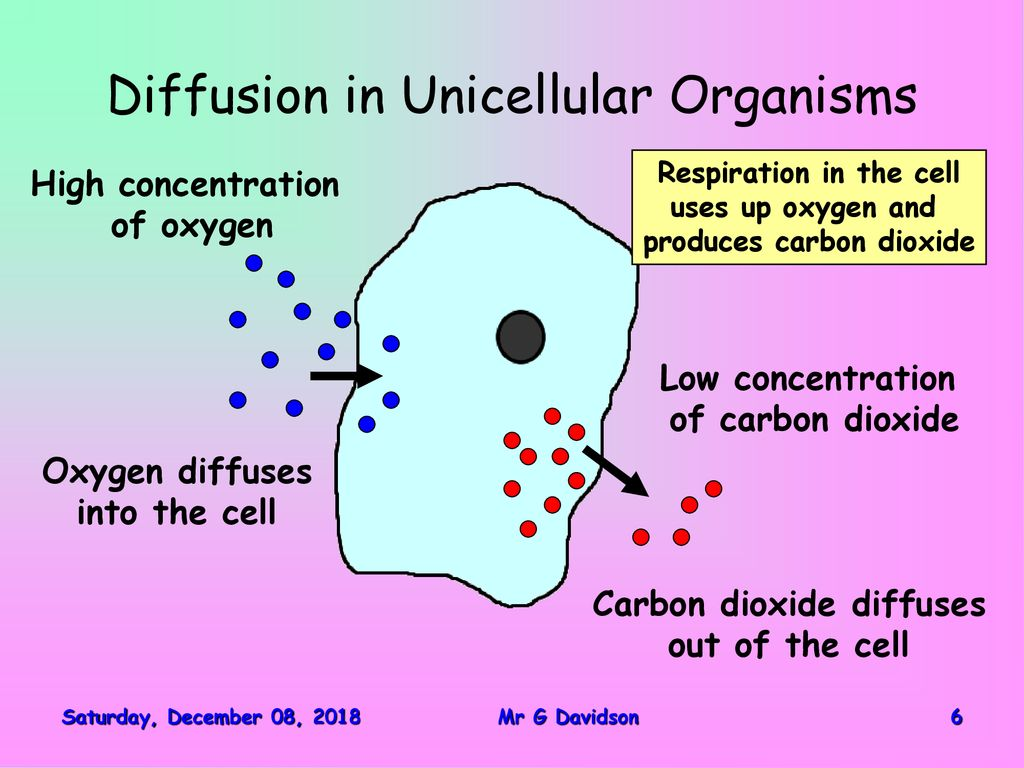 Diffusion in Unicellular Organisms
High concentration
of oxygen
Respiration in the cell
uses up oxygen and
produces carbon dioxide
Low concentration
of carbon dioxide
Oxygen diffuses
into the cell
Carbon dioxide diffuses
out of the cell
Saturday, December 08, 2018
Mr G Davidson
6